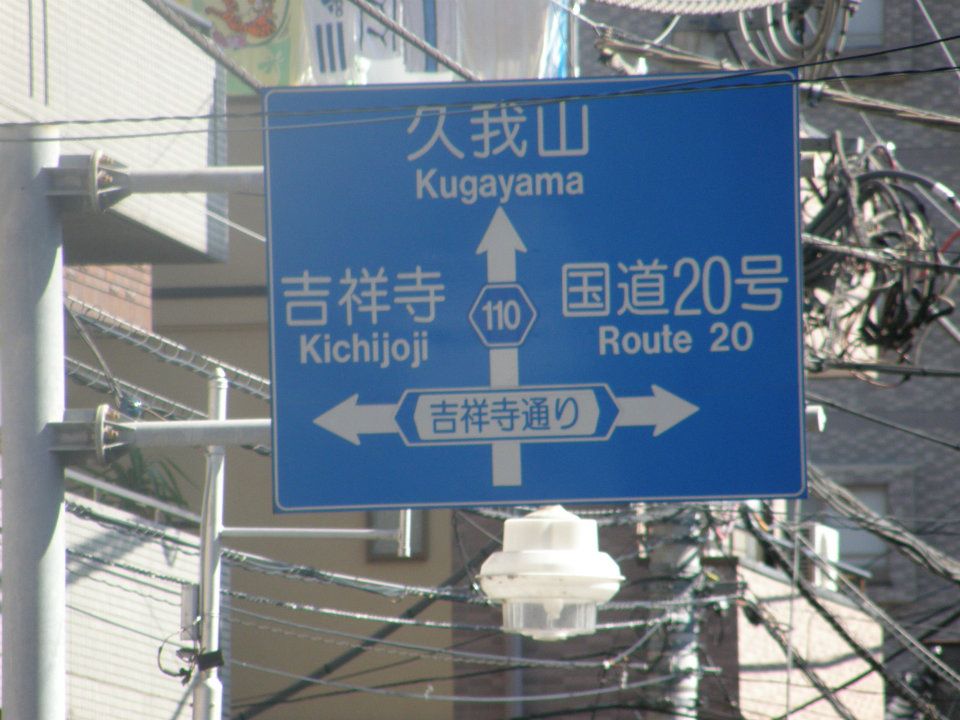 久我山
Kugayama
吉祥寺
Kichijoji
110
国道20号
Route 20
吉祥寺通り